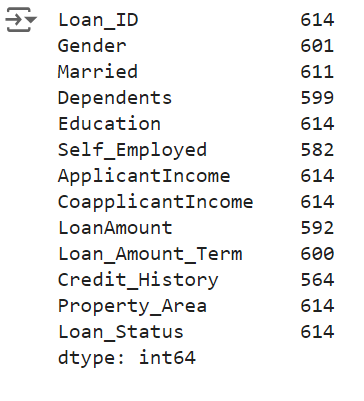 Loan_ID 614
Gender 601
Married 611
Dependents 599
Education 614
Self_Employed 582
ApplicantIncome 614
CoapplicantIncome 614
LoanAmount 592
Loan_Amount_Term 600
Credit_History 564
Property_Area 614
Loan_Status 614
dtype: int64